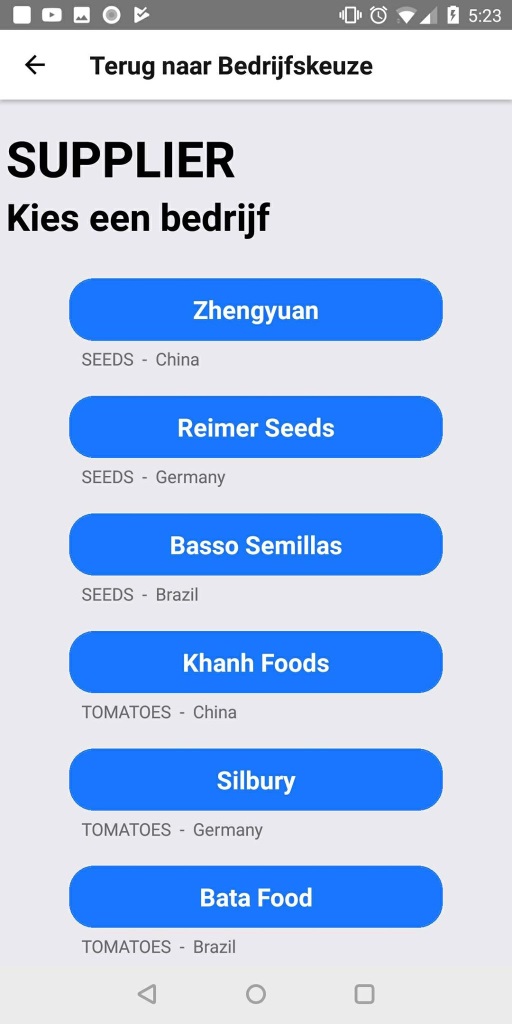 5:23
Terug naar Bedrijfskeuze
SUPPLIER
Kies een bedrijf
Zhengyuan
SEEDS - China
Reimer Seeds
SEEDS - Germany
Basso Semillas
SEEDS - Brazil
Khanh Foods
TOMATOES - China
Silbury
TOMATOES - Germany
Bata Food
TOMATOES - Brazil